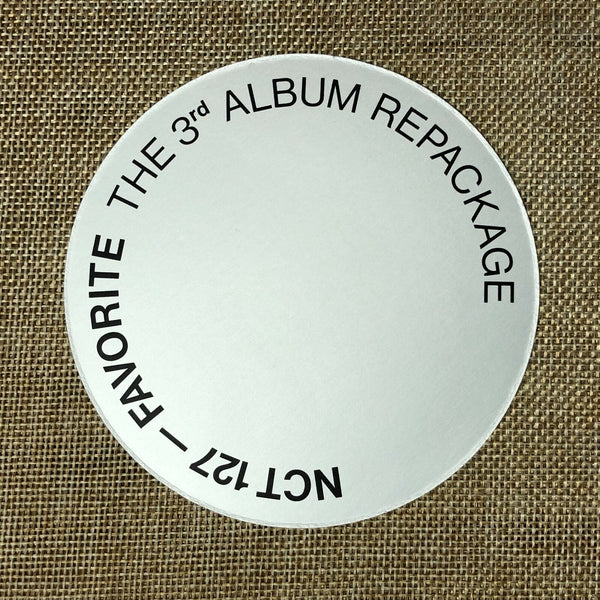 NCT 127 — FAVORITE THE 3rd ALBUM REPACKAGE